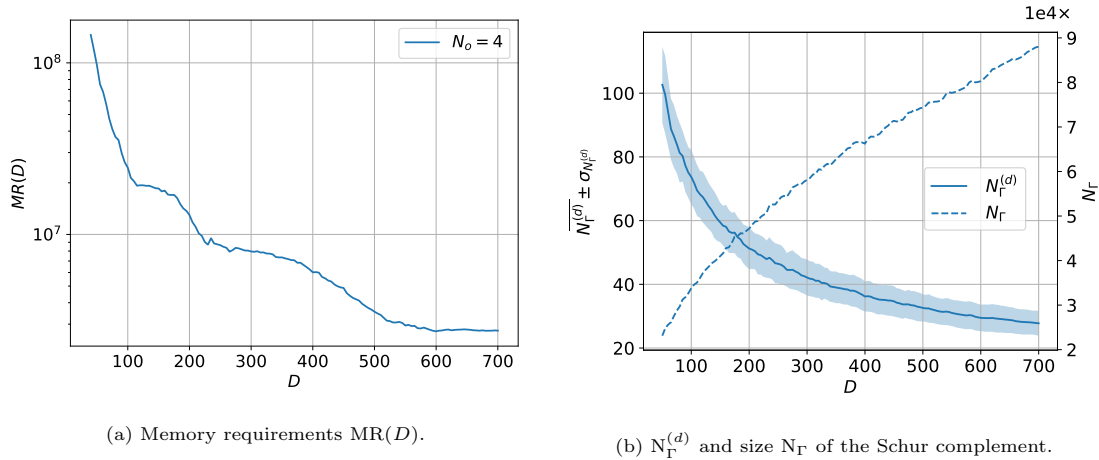 10^8
10^7
MR(D)
N_o = 4
100 200 300 400 500 600 700
D
(a) Memory requirements MR(D).
1e4×
100
80
60
40
20
\overline{N_Γ^{(d)}} ± σ_{N_Γ^{(d)}}
N_Γ^{(d)}
N_Γ
9
8
7
6
5
4
3
2
N_Γ
100 200 300 400 500 600 700
D
(b) N_Γ^{(d)} and size N_Γ of the Schur complement.